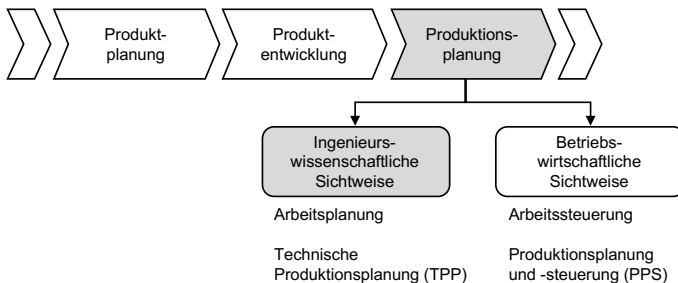 Produkt-
planung
Produkt-
entwicklung
Produktions-
planung
Ingenieurs-
wissenschaftliche
Sichtweise
Betriebs-
wirtschaftliche
Sichtweise
Arbeitsplanung
Technische
Produktionsplanung (TPP)
Arbeitssteuerung
Produktionsplanung
und -steuerung (PPS)